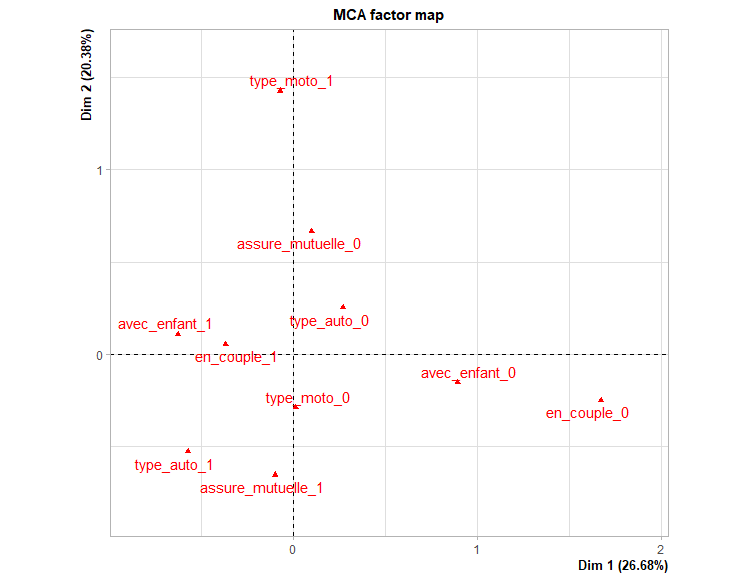 MCA factor map
Dim 2 (20.38%)
type_moto_1
1
assure_mutuelle_0
avec_enfant_1
type_auto_0
0
en_couple_1
avec_enfant_0
type_moto_0
en_couple_0
type_auto_1
assure_mutuelle_1
0
1
2
Dim 1 (26.68%)